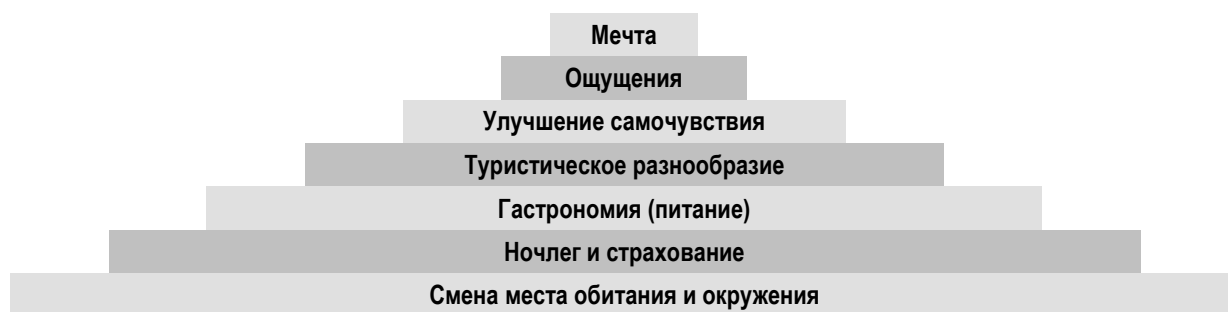 Мечта
Ощущения
Улучшение самочувствия
Туристическое разнообразие
Гастрономия (питание)
Ночлег и страхование
Смена места обитания и окружения